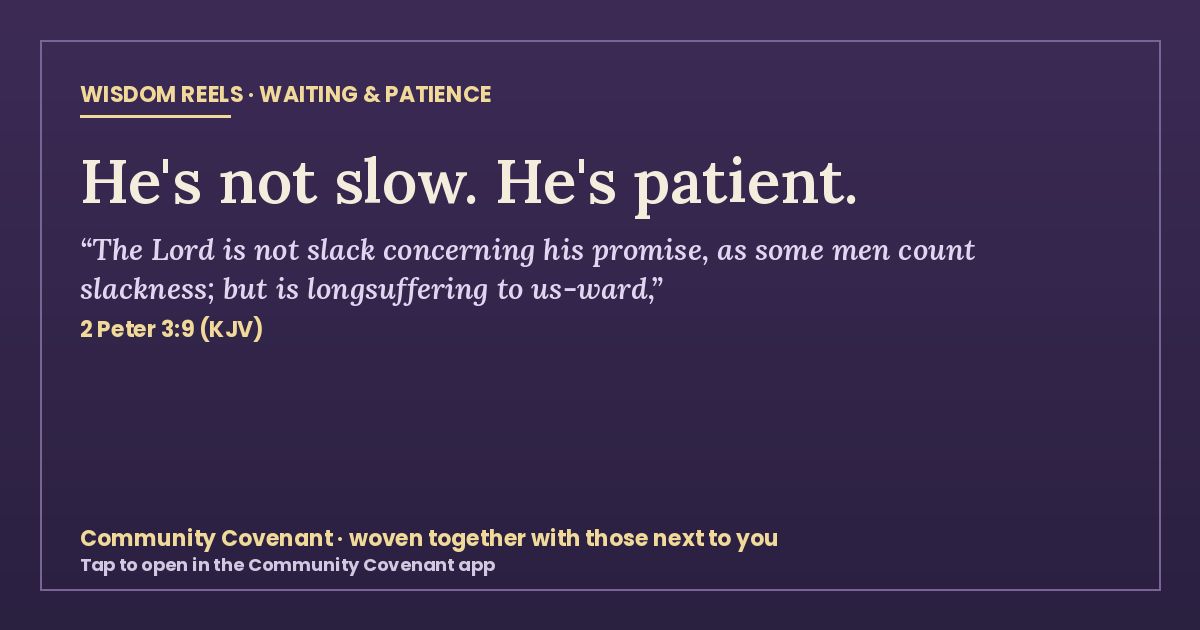 WISDOM REELS · WAITING & PATIENCE
He's not slow. He's patient.
“The Lord is not slack concerning his promise, as some men count
slackness; but is longsuffering to us-ward,”
2 Peter 3:9 (KJV)
Community Covenant · woven together with those next to you
Tap to open in the Community Covenant app